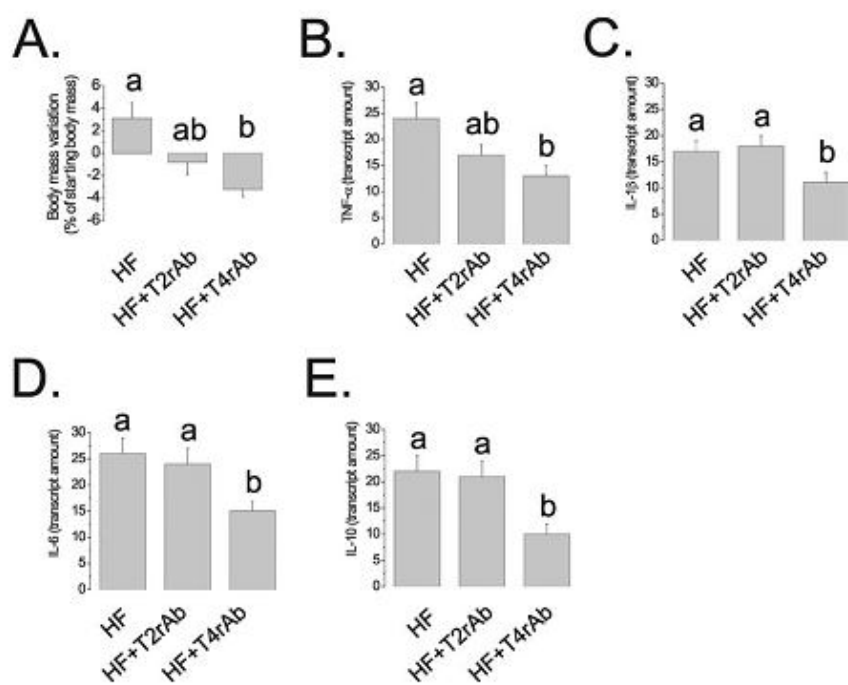 A.
Body mass variation
(% of starting body mass)
6
4
2
0
-2
-4
-6
a
ab
b
HF
HF+T2rAb
HF+T4rAb
B.
TNF-α (transcript amount)
30
25
20
15
10
5
0
a
ab
b
HF
HF+T2rAb
HF+T4rAb
C.
IL-1β (transcript amount)
30
25
20
15
10
5
0
a
a
b
HF
HF+T2rAb
HF+T4rAb
D.
IL-6 (transcript amount)
30
25
20
15
10
5
0
a
a
b
HF
HF+T2rAb
HF+T4rAb
E.
IL-10 (transcript amount)
30
25
20
15
10
5
0
a
a
b
HF
HF+T2rAb
HF+T4rAb